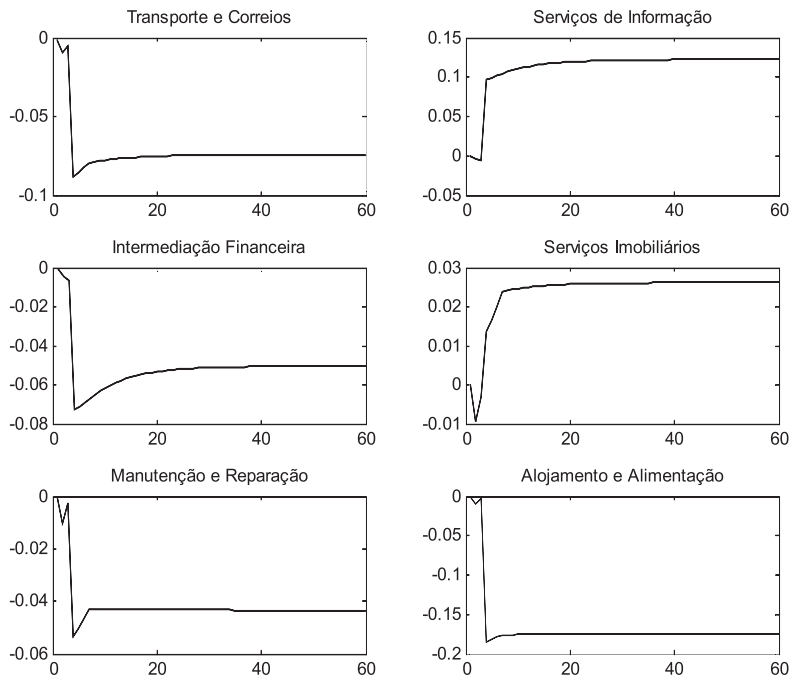 Transporte e Correios
0
-0.05
-0.1
0 20 40 60
Serviços de Informação
0.15
0.1
0.05
0
-0.05
0 20 40 60
Intermediação Financeira
0
-0.02
-0.04
-0.06
-0.08
0 20 40 60
Serviços Imobiliários
0.03
0.02
0.01
0
-0.01
0 20 40 60
Manutenção e Reparação
0
-0.02
-0.04
-0.06
0 20 40 60
Alojamento e Alimentação
0
-0.05
-0.1
-0.15
-0.2
0 20 40 60